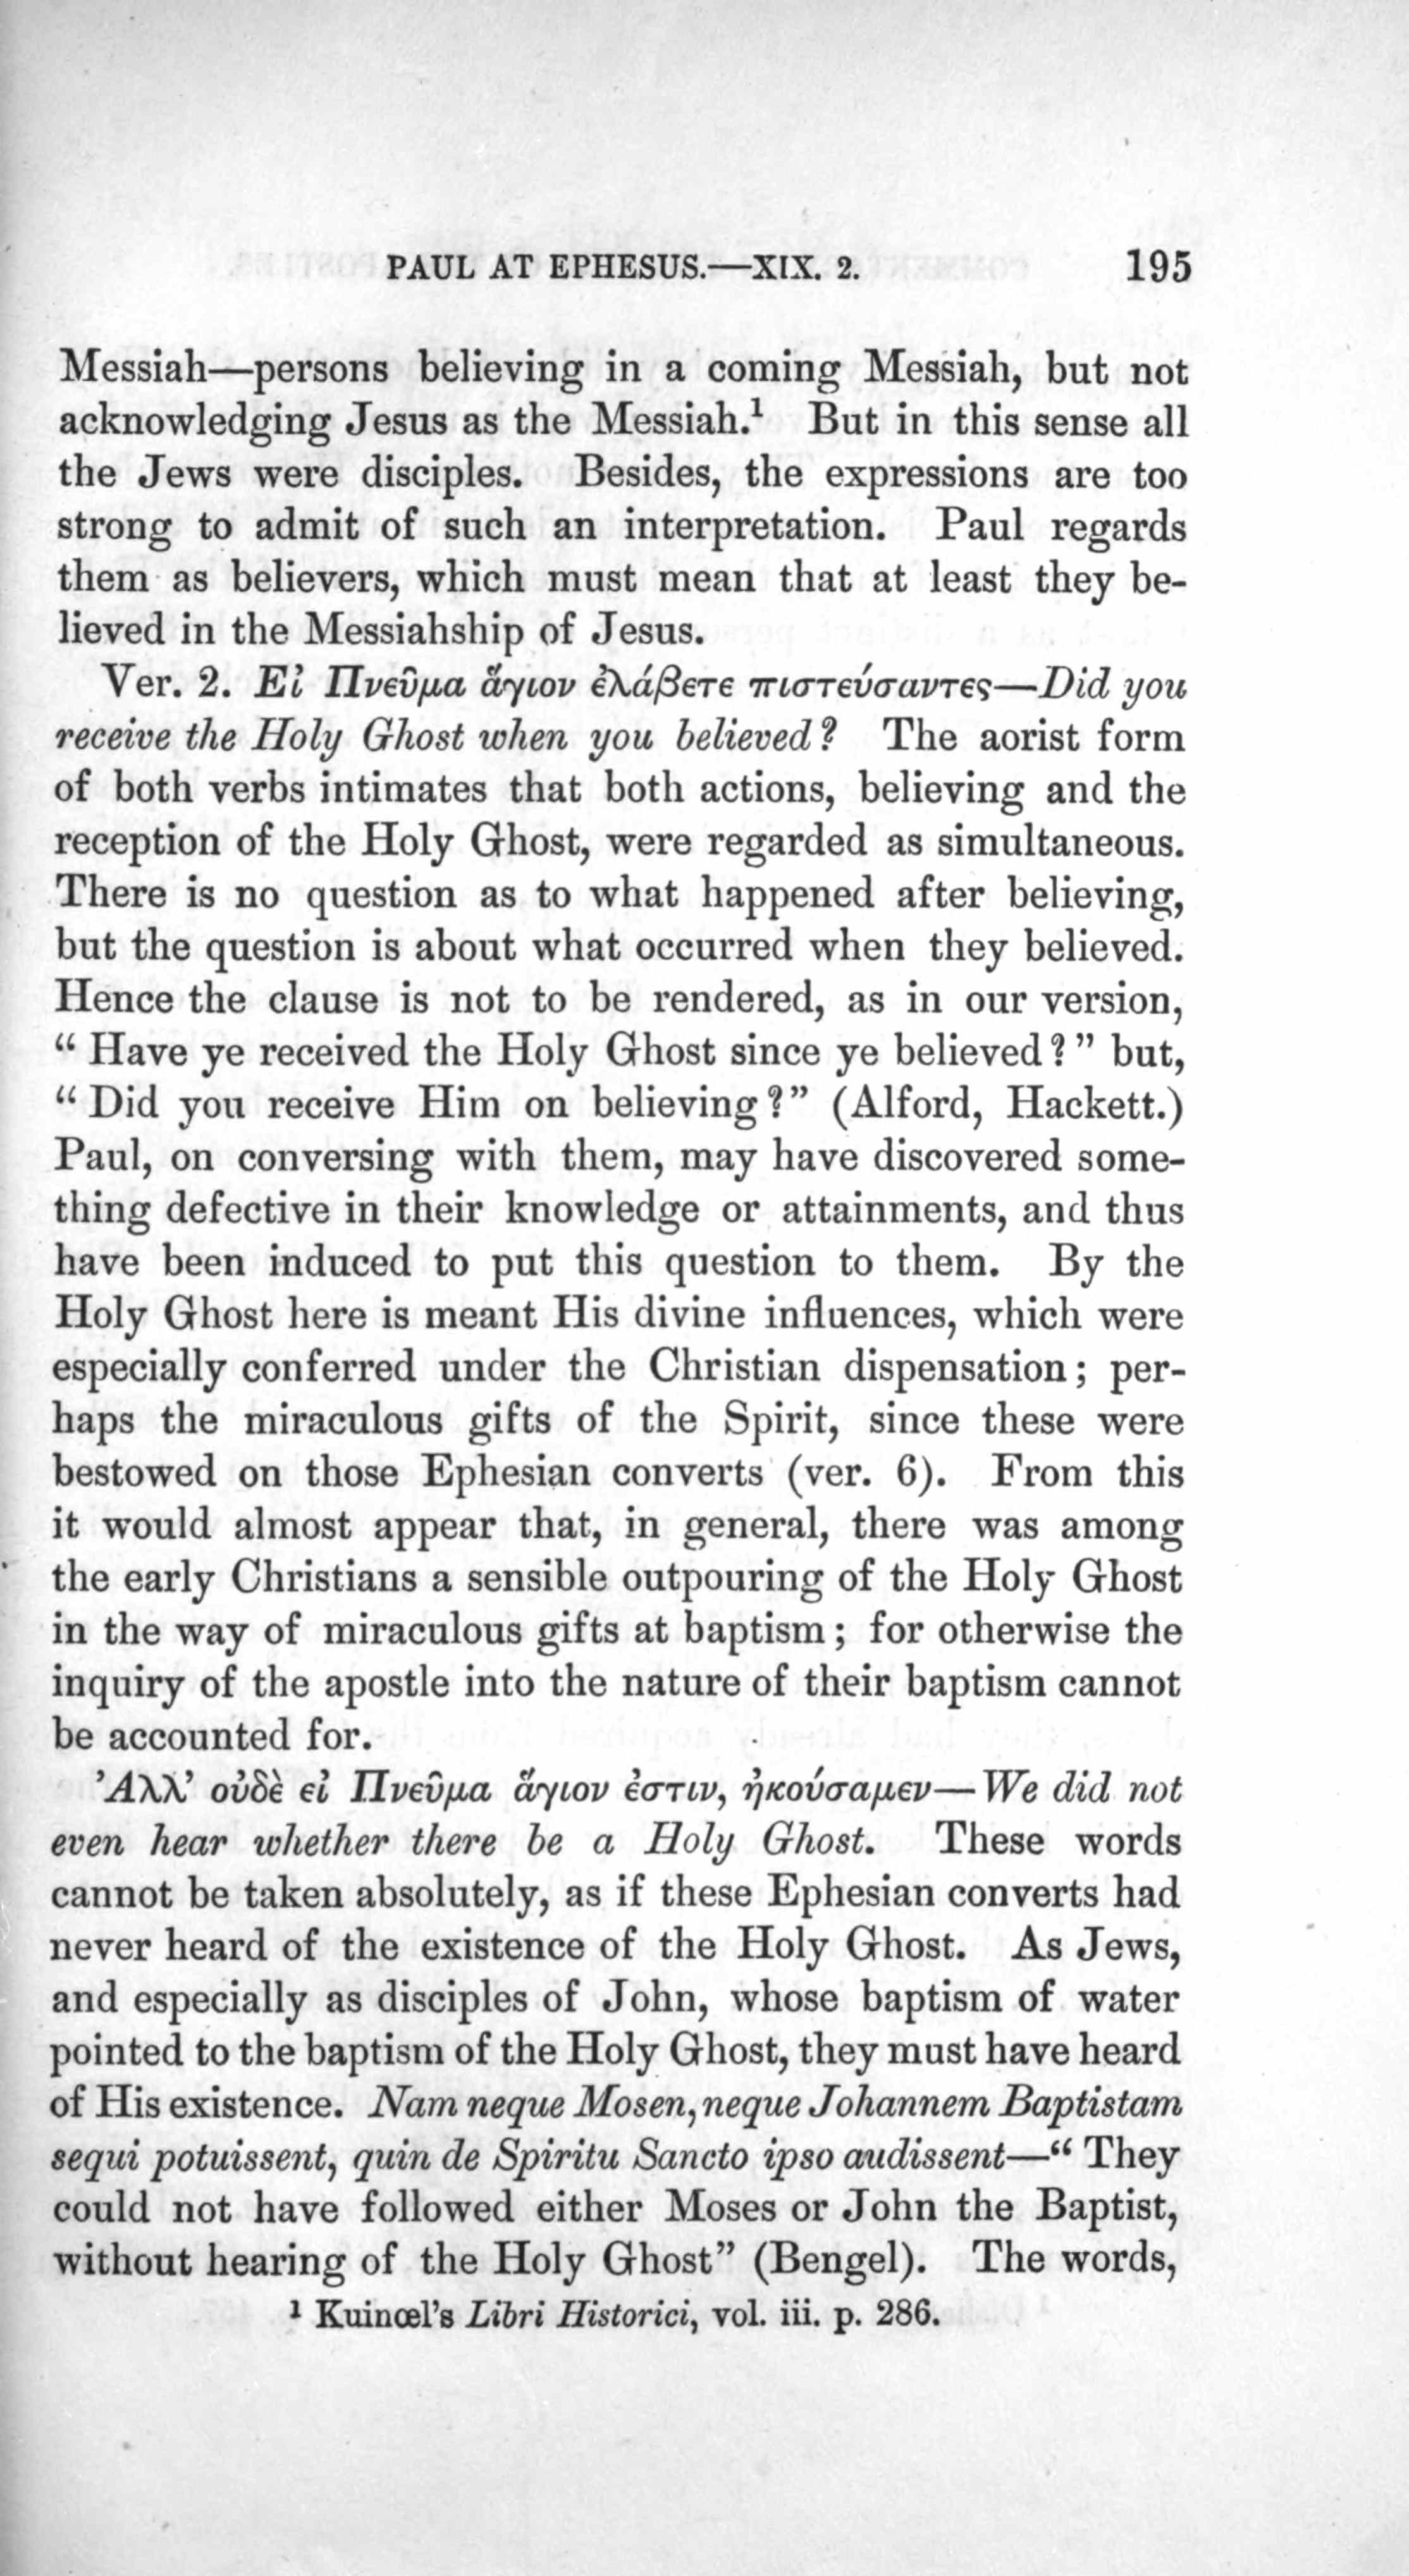 PAUL AT EPHESUS.—XIX. 2. 195
Messiah—persons believing in a coming Messiah, but not
acknowledging Jesus as the Messiah.¹ But in this sense all
the Jews were disciples. Besides, the expressions are too
strong to admit of such an interpretation. Paul regards
them as believers, which must mean that at least they be-
lieved in the Messiahship of Jesus.
Ver. 2. Εἰ Πνεῦμα ἅγιον ἐλάβετε πιστεύσαντες—Did you
receive the Holy Ghost when you believed? The aorist form
of both verbs intimates that both actions, believing and the
reception of the Holy Ghost, were regarded as simultaneous.
There is no question as to what happened after believing,
but the question is about what occurred when they believed.
Hence the clause is not to be rendered, as in our version,
“Have ye received the Holy Ghost since ye believed?” but,
“Did you receive Him on believing?” (Alford, Hackett.)
Paul, on conversing with them, may have discovered some-
thing defective in their knowledge or attainments, and thus
have been induced to put this question to them. By the
Holy Ghost here is meant His divine influences, which were
especially conferred under the Christian dispensation; per-
haps the miraculous gifts of the Spirit, since these were
bestowed on those Ephesian converts (ver. 6). From this
it would almost appear that, in general, there was among
the early Christians a sensible outpouring of the Holy Ghost
in the way of miraculous gifts at baptism; for otherwise the
inquiry of the apostle into the nature of their baptism cannot
be accounted for.
’Αλλ’ οὐδὲ εἰ Πνεῦμα ἅγιον ἐστιν, ἠκούσαμεν—We did not
even hear whether there be a Holy Ghost. These words
cannot be taken absolutely, as if these Ephesian converts had
never heard of the existence of the Holy Ghost. As Jews,
and especially as disciples of John, whose baptism of water
pointed to the baptism of the Holy Ghost, they must have heard
of His existence. Nam neque Mosen, neque Johannem Baptistam
sequi potuissent, quin de Spiritu Sancto ipso audissent—“They
could not have followed either Moses or John the Baptist,
without hearing of the Holy Ghost” (Bengel). The words,
¹ Kuinœl’s Libri Historici, vol. iii. p. 286.